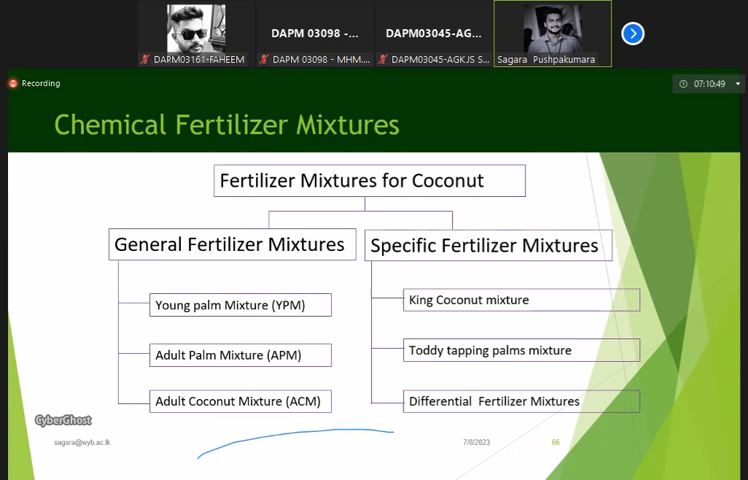 DAPM 03098 -...
DAPM03045-AG...
DARM03161-FAHEEM
DAPM 03098 - MHM....
DAPM03045-AGKJS S...
Sagara Pushpakumara
Recording
07:10:49
Chemical Fertilizer Mixtures
Fertilizer Mixtures for Coconut
General Fertilizer Mixtures
Specific Fertilizer Mixtures
Young palm Mixture (YPM)
King Coconut mixture
Adult Palm Mixture (APM)
Toddy tapping palms mixture
Adult Coconut Mixture (ACM)
Differential Fertilizer Mixtures
CyberGhost
sagara@wyb.ac.lk
7/8/2023
66